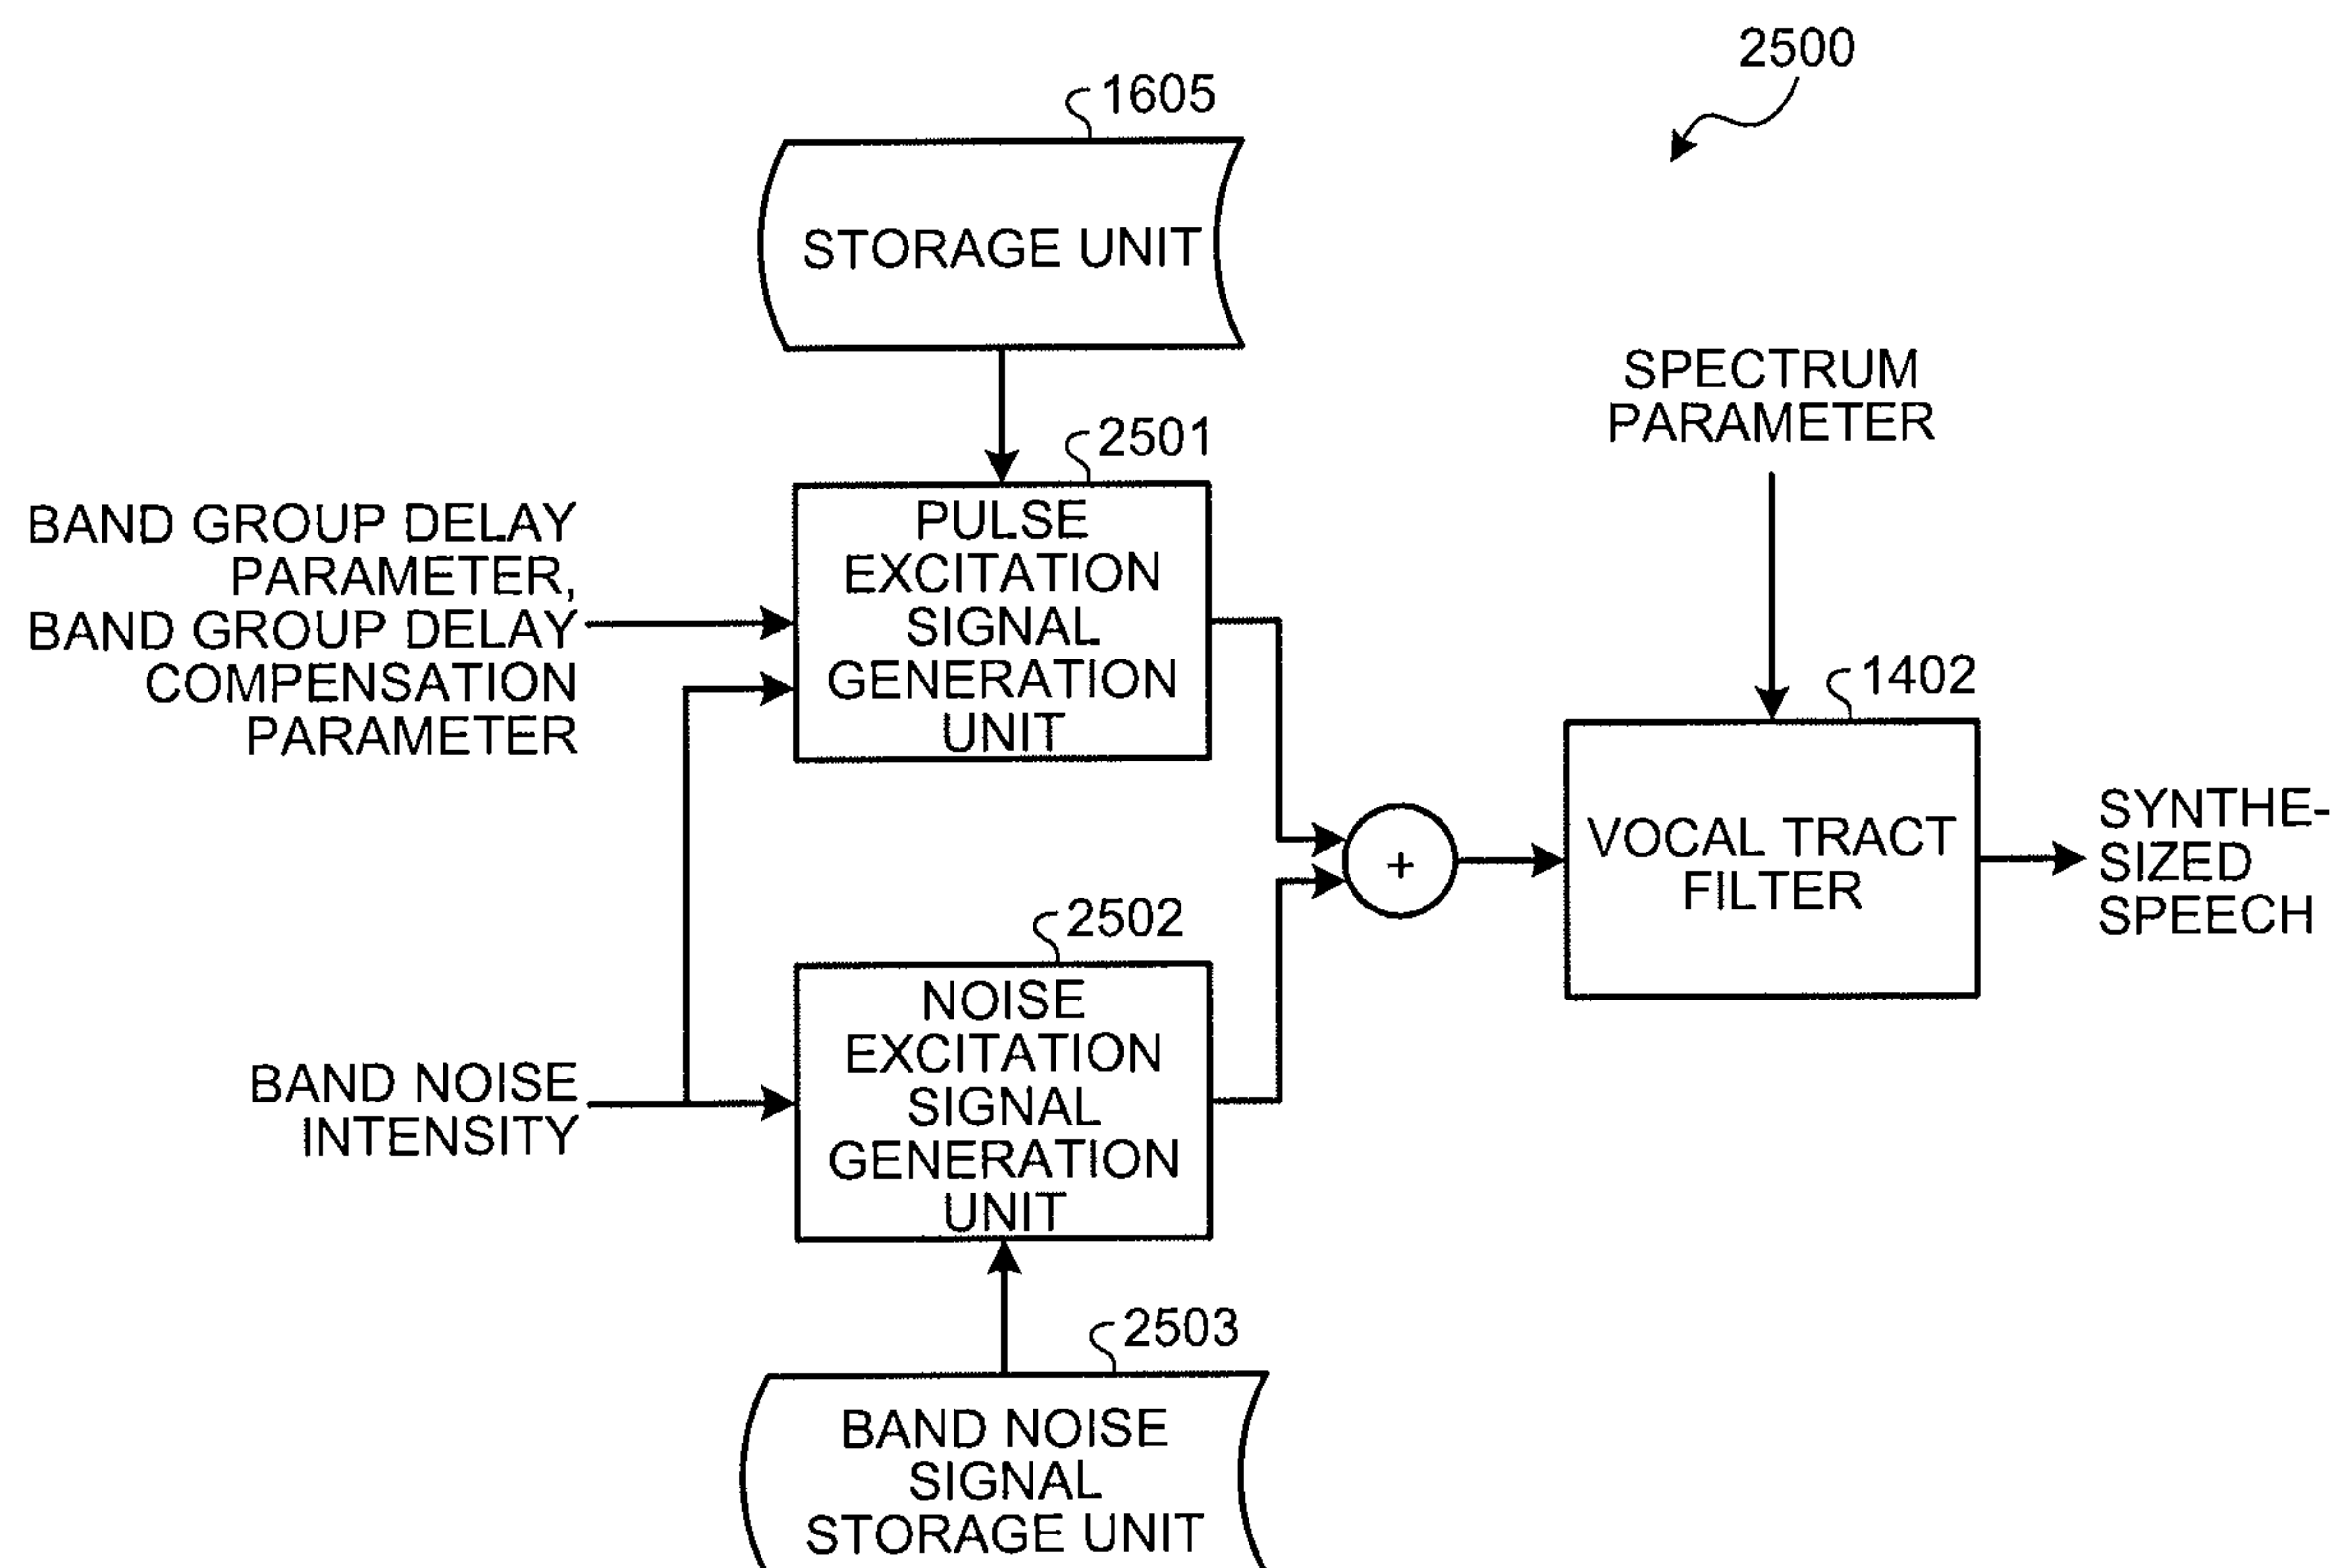 2500
1605
STORAGE UNIT
SPECTRUM
PARAMETER
2501
BAND GROUP DELAY
PARAMETER,
BAND GROUP DELAY
COMPENSATION
PARAMETER
PULSE
EXCITATION
SIGNAL
GENERATION
UNIT
1402
VOCAL TRACT
FILTER
+
SYNTHE-
SIZED
SPEECH
2502
NOISE
EXCITATION
SIGNAL
GENERATION
UNIT
BAND NOISE
INTENSITY
2503
BAND NOISE
SIGNAL
STORAGE UNIT